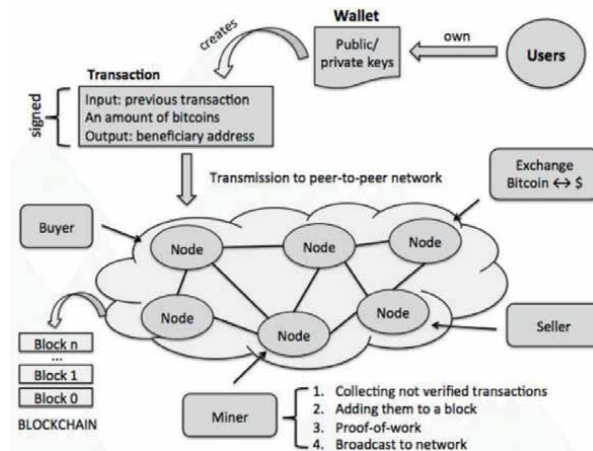 Wallet
Public/
private keys
own
Users
creates
Transaction
signed
Input: previous transaction
An amount of bitcoins
Output: beneficiary address
Transmission to peer-to-peer network
Exchange
Bitcoin ↔ $
Buyer
Node
Node
Node
Node
Node
Node
Seller
Block n
...
Block 1
Block 0
BLOCKCHAIN
Miner
1. Collecting not verified transactions
2. Adding them to a block
3. Proof-of-work
4. Broadcast to network